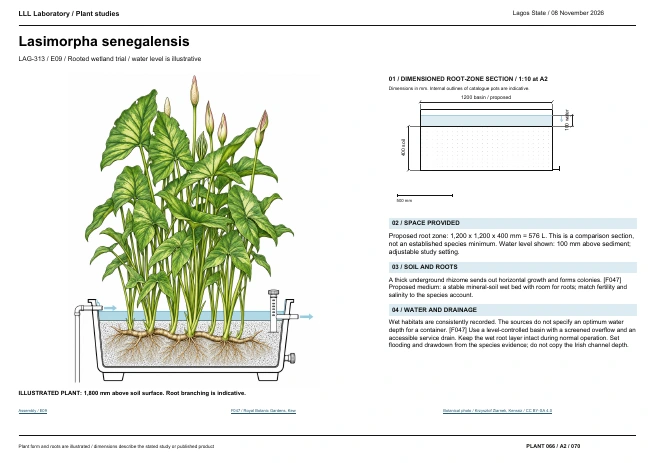 LLL Laboratory / Plant studies
Lagos State / 08 November 2026
Lasimorpha senegalensis
LAG-313 / E09 / Rooted wetland trial / water level is illustrative
01 / DIMENSIONED ROOT-ZONE SECTION / 1:10 at A2
Dimensions in mm. Internal outlines of catalogue pots are indicative.
1200 basin / proposed
100 water
400 soil
500 mm
02 / SPACE PROVIDED
Proposed root zone: 1,200 x 1,200 x 400 mm = 576 L. This is a comparison section,
not an established species minimum. Water level shown: 100 mm above sediment;
adjustable study setting.
03 / SOIL AND ROOTS
A thick underground rhizome sends out horizontal growth and forms colonies. [F047]
Proposed medium: a stable mineral-soil wet bed with room for roots; match fertility and
salinity to the species account.
04 / WATER AND DRAINAGE
Wet habitats are consistently recorded. The sources do not specify an optimum water
depth for a container. [F047] Use a level-controlled basin with a screened overflow and an
accessible service drain. Keep the wet root layer intact during normal operation. Set
flooding and drawdown from the species evidence; do not copy the Irish channel depth.
ILLUSTRATED PLANT: 1,800 mm above soil surface. Root branching is indicative.
Assembly / E09
F047 / Royal Botanic Gardens, Kew
Botanical photo / Krzysztof Ziarnek, Kenraiz / CC BY-SA 4.0
Plant form and roots are illustrated / dimensions describe the stated study or published product
PLANT 066 / A2 / 070